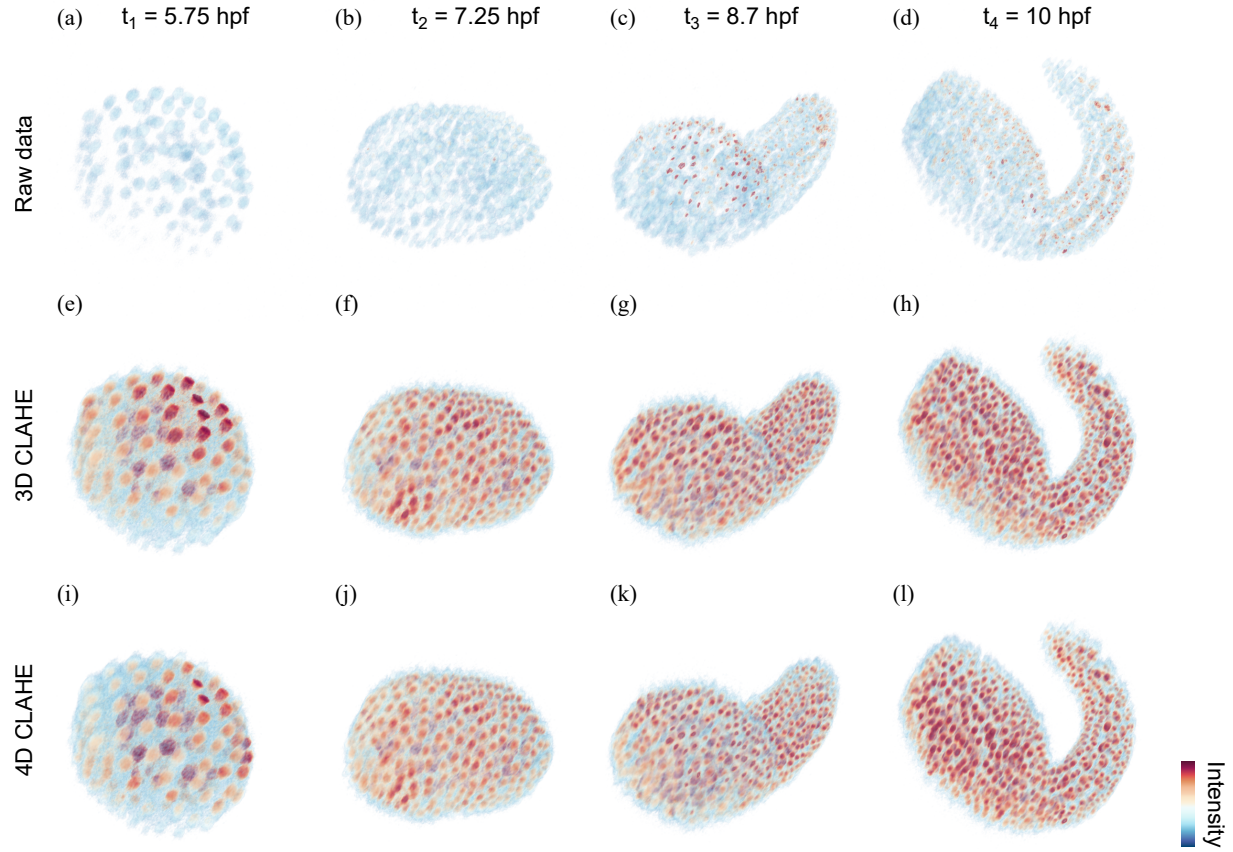 (a) t₁ = 5.75 hpf (b) t₂ = 7.25 hpf (c) t₃ = 8.7 hpf (d) t₄ = 10 hpf
Raw data
(e) (f) (g) (h)
3D CLAHE
(i) (j) (k) (l)
4D CLAHE
Intensity